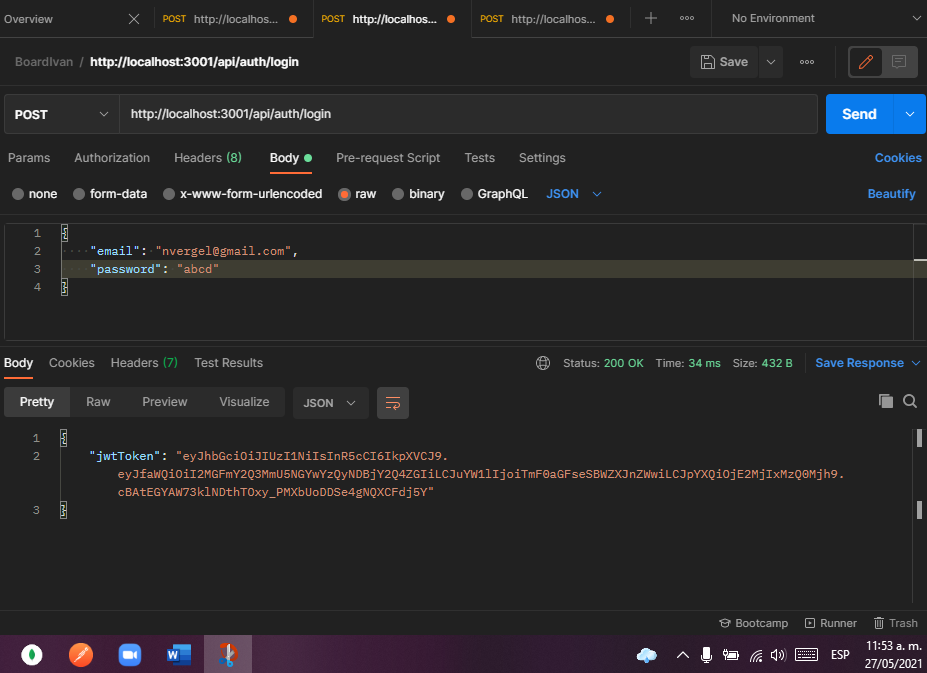 Overview
POST http://localhos...
POST http://localhos...
POST http://localhos...
No Environment
BoardIvan / http://localhost:3001/api/auth/login
Save
POST
http://localhost:3001/api/auth/login
Send
Params
Authorization
Headers (8)
Body
Pre-request Script
Tests
Settings
Cookies
none
form-data
x-www-form-urlencoded
raw
binary
GraphQL
JSON
Beautify
1 {
2 "email": "nvergel@gmail.com",
3 "password": "abcd"
4 }
Body
Cookies
Headers (7)
Test Results
Status: 200 OK
Time: 34 ms
Size: 432 B
Save Response
Pretty
Raw
Preview
Visualize
JSON
1 {
2 "jwtToken": "eyJhbGciOiJIUzI1NiIsInR5cCI6IkpXVCJ9.
eyJfaWQiOiI2MGFmY2Q3MmU5NGYwYzQyNDBjY2Q4ZGIiLCJuYW1lIjoiTmF0aGFseSBWZXJnZWwiLCJpYXQiOjE2MjIxMzQ0Mjh9.
cBAtEGYAW73klNDthTOxy_PMXbUoDDSe4gNQXCFdj5Y"
3 }
Bootcamp
Runner
Trash
ESP
11:53 a. m.
27/05/2021